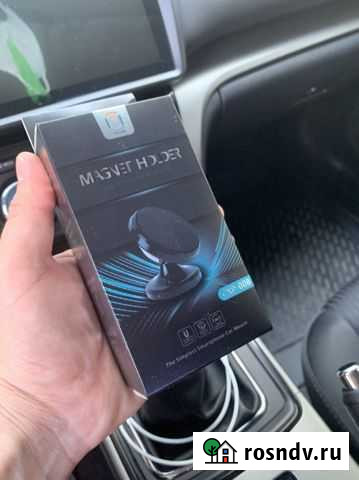 MAGNET HOLDER
The Simplest Smartphone Car Mount
rosndv.ru